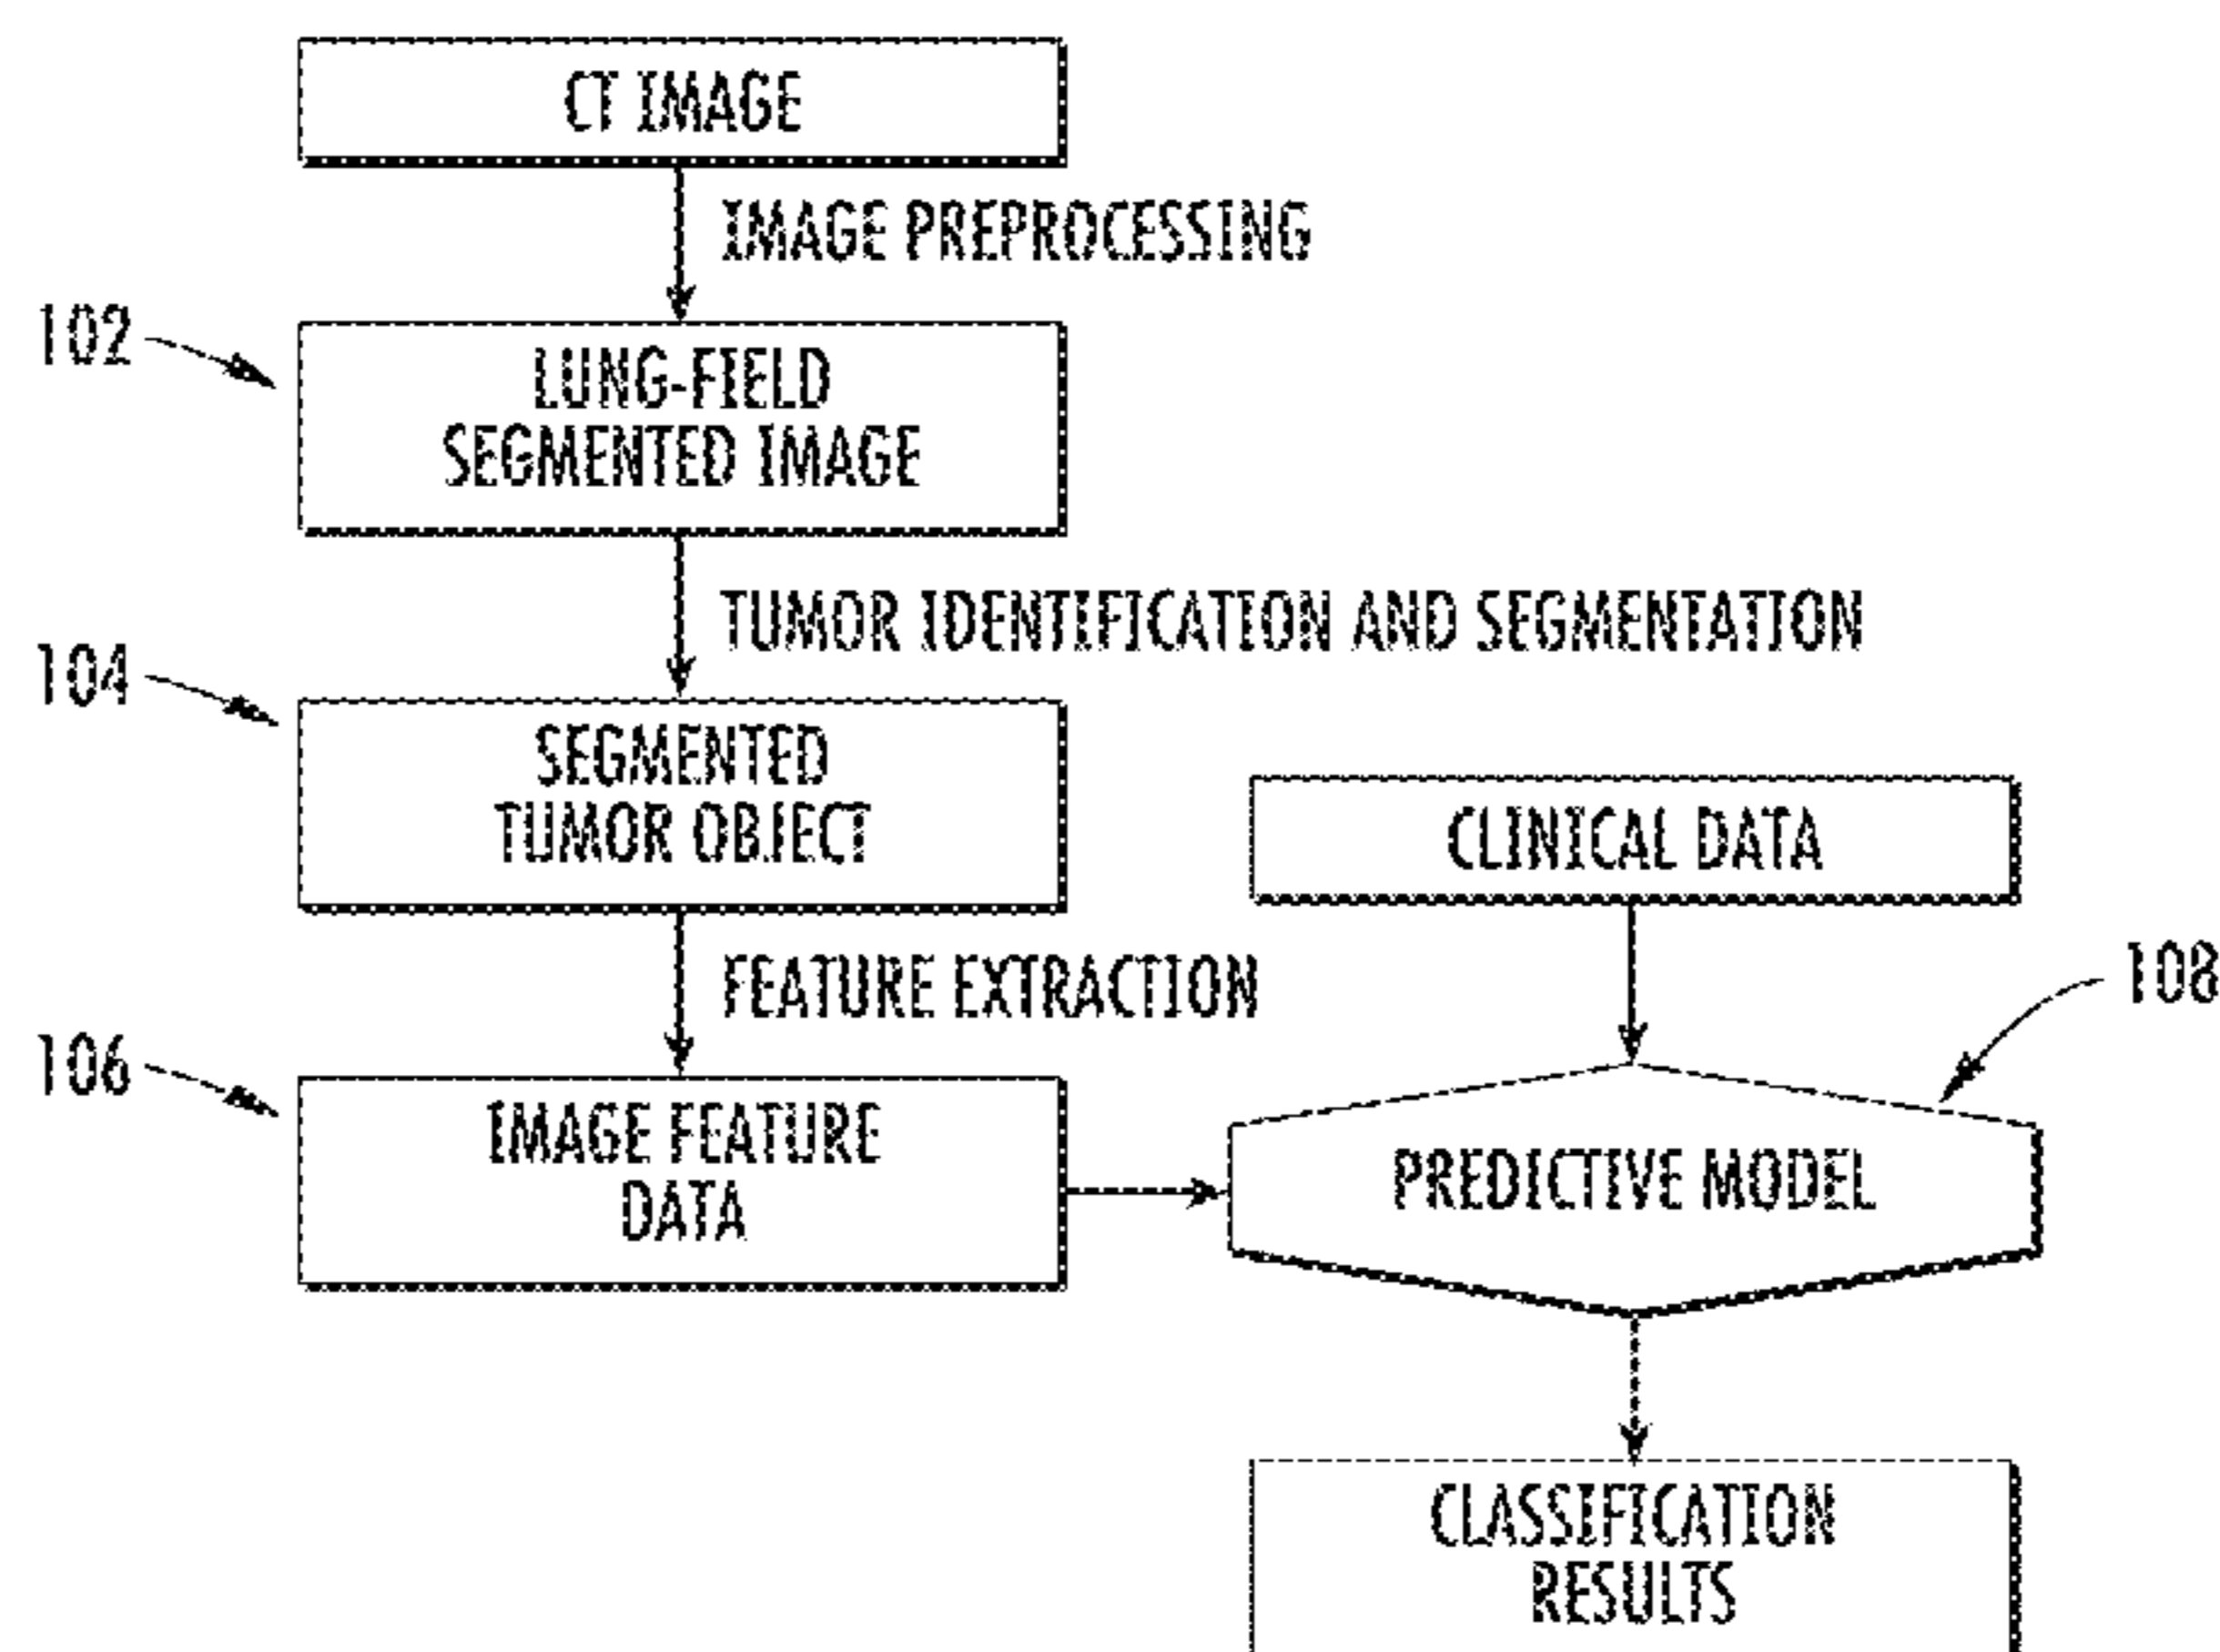 CT IMAGE
IMAGE PREPROCESSING
102
LUNG-FIELD
SEGMENTED IMAGE
TUMOR IDENTIFICATION AND SEGMENTATION
104
SEGMENTED
TUMOR OBJECT
CLINICAL DATA
FEATURE EXTRACTION
108
106
IMAGE FEATURE
DATA
PREDICTIVE MODEL
CLASSIFICATION
RESULTS